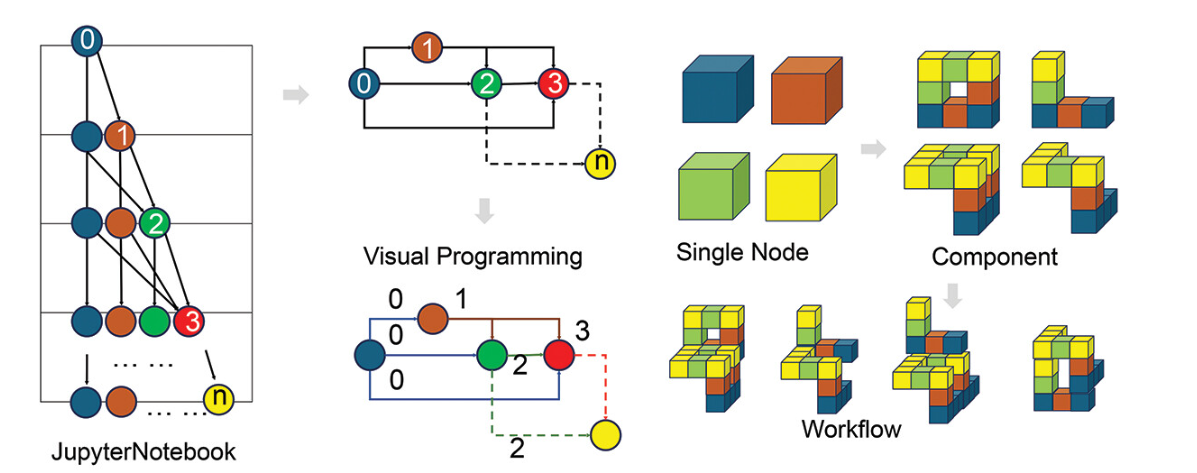 0
1
2
3
... ...
... ...
n
JupyterNotebook
0
1
2
3
n
Visual Programming
0
1
0
3
2
0
2
Single Node
Component
Workflow